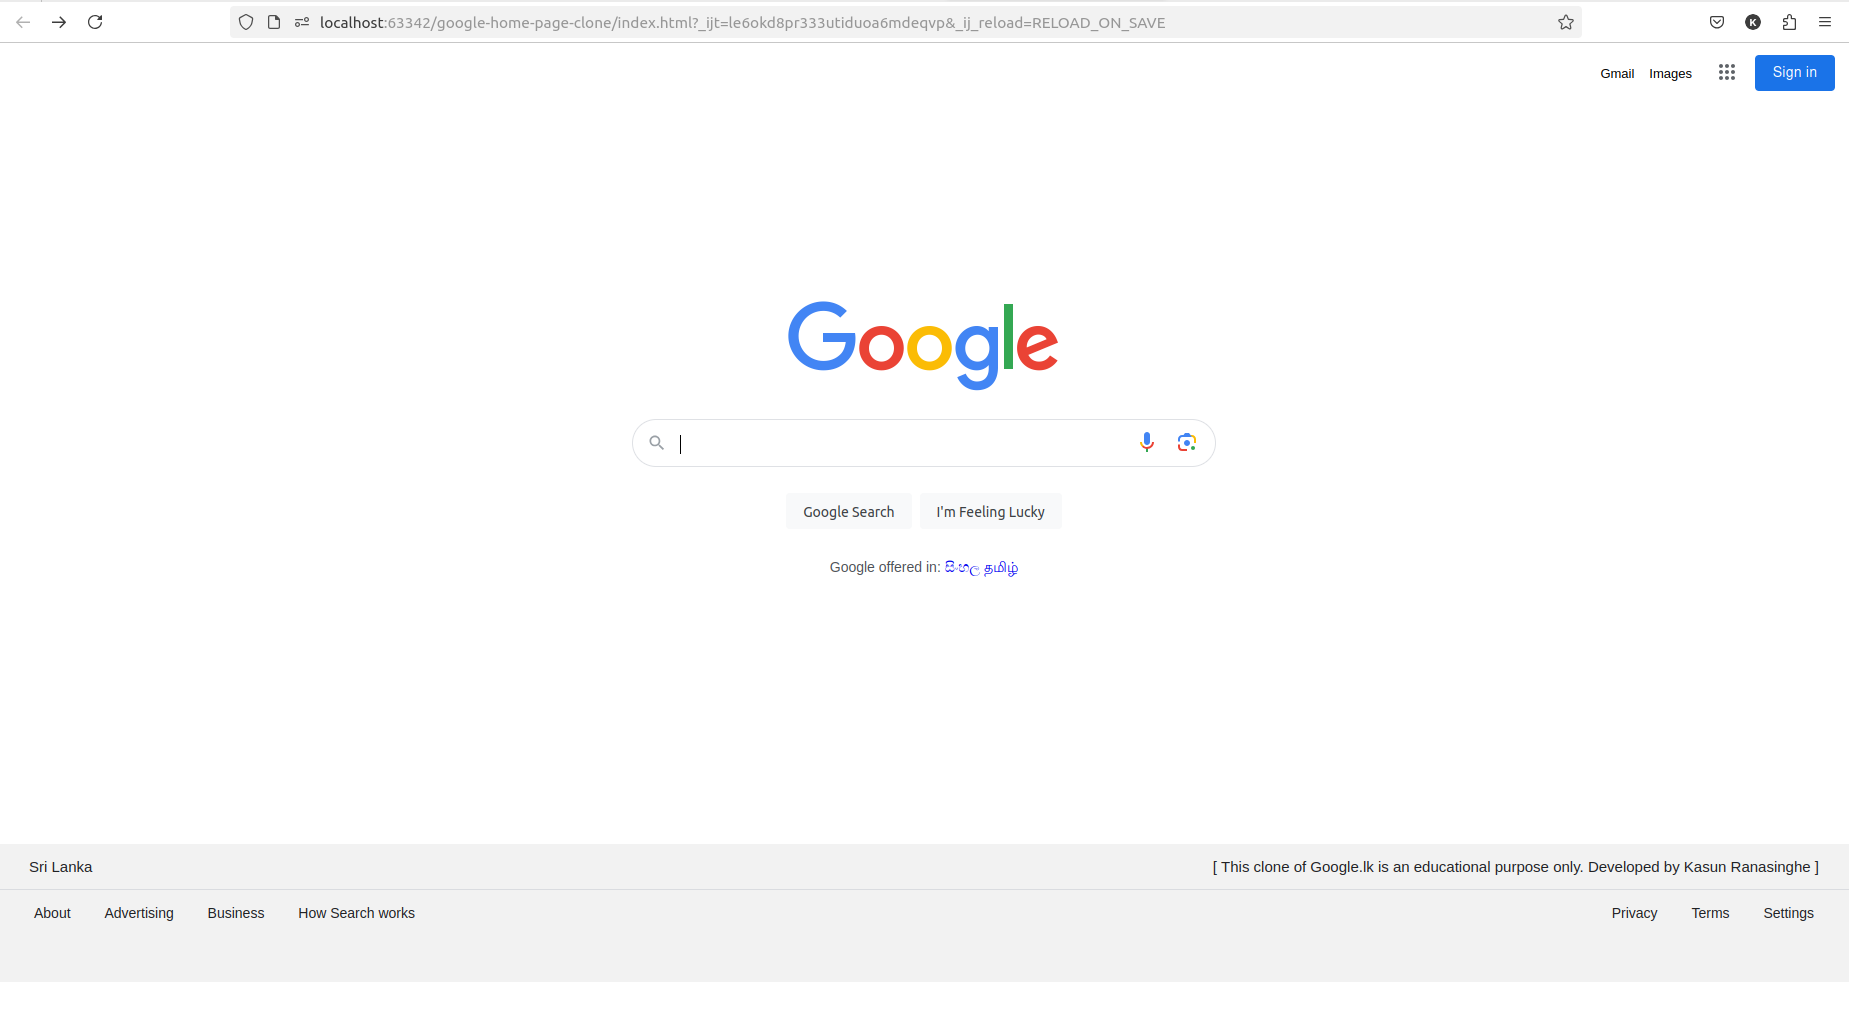 localhost:63342/google-home-page-clone/index.html?_ijt=le6okd8pr333utiduoa6mdeqvp&_ij_reload=RELOAD_ON_SAVE
K
Gmail Images Sign in
Google
Google Search I'm Feeling Lucky
Google offered in: සිංහල தமிழ்
Sri Lanka [ This clone of Google.lk is an educational purpose only. Developed by Kasun Ranasinghe ]
About Advertising Business How Search works Privacy Terms Settings